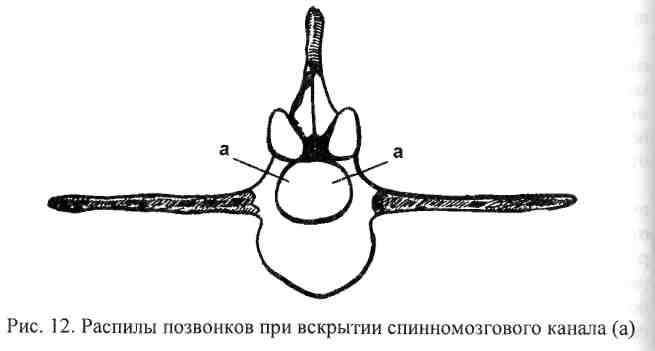 а
а
Рис. 12. Распилы позвонков при вскрытии спинномозгового канала (а)